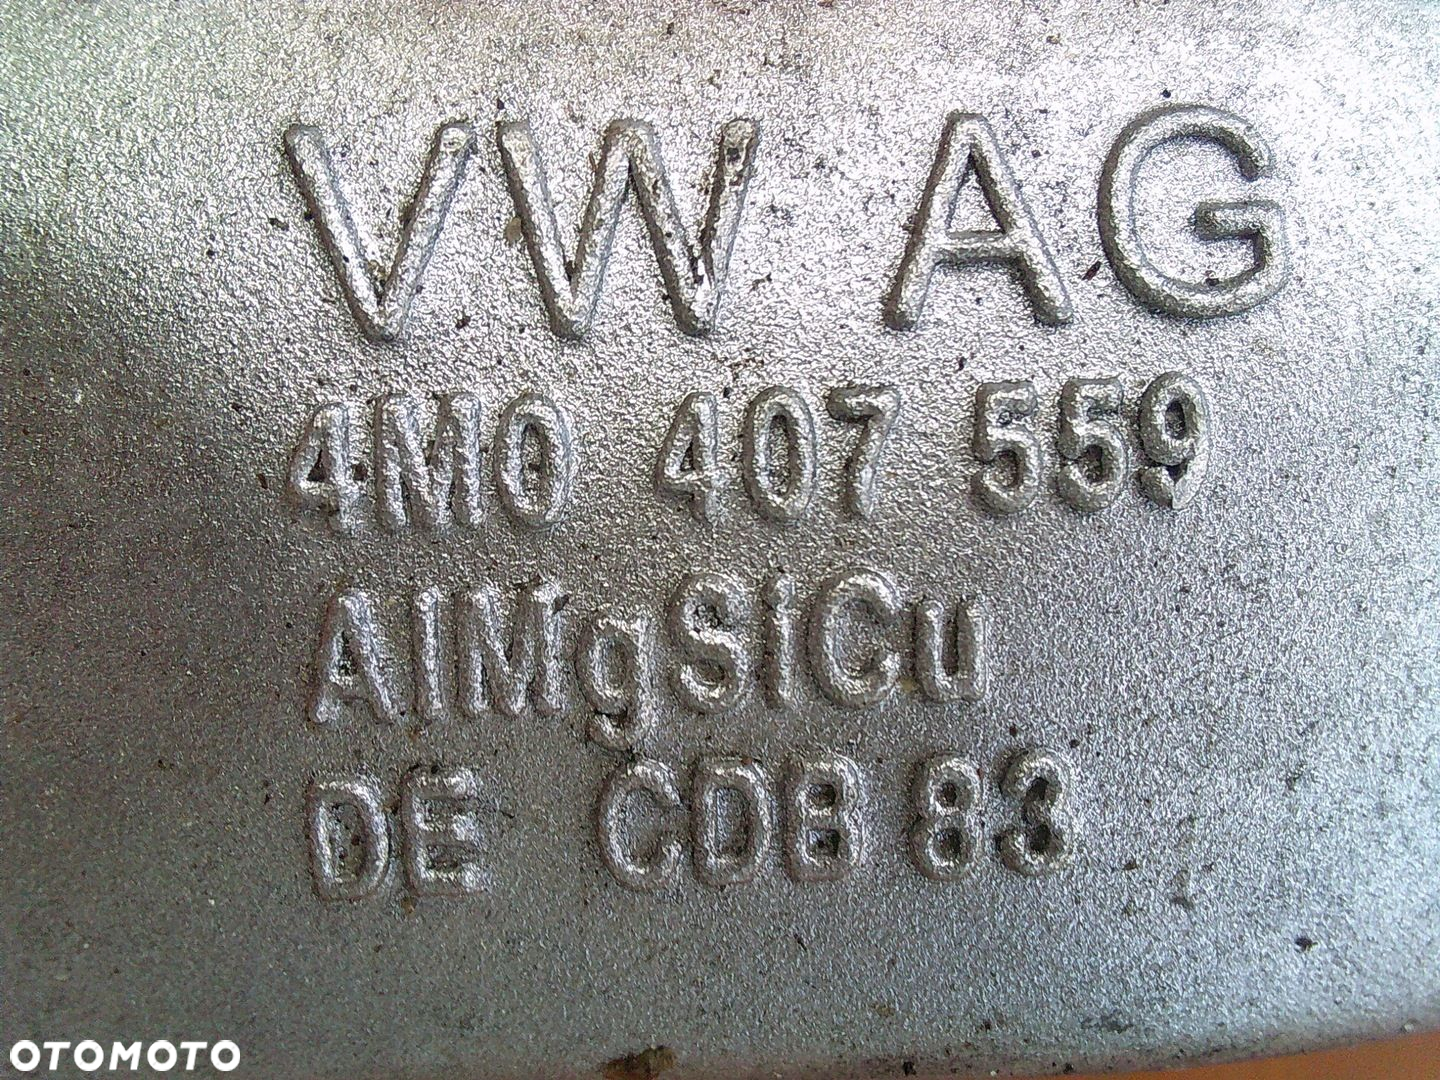 VW AG
4M0 407 559
AlMgSiCu
DE CDB 83
OTOMOTO